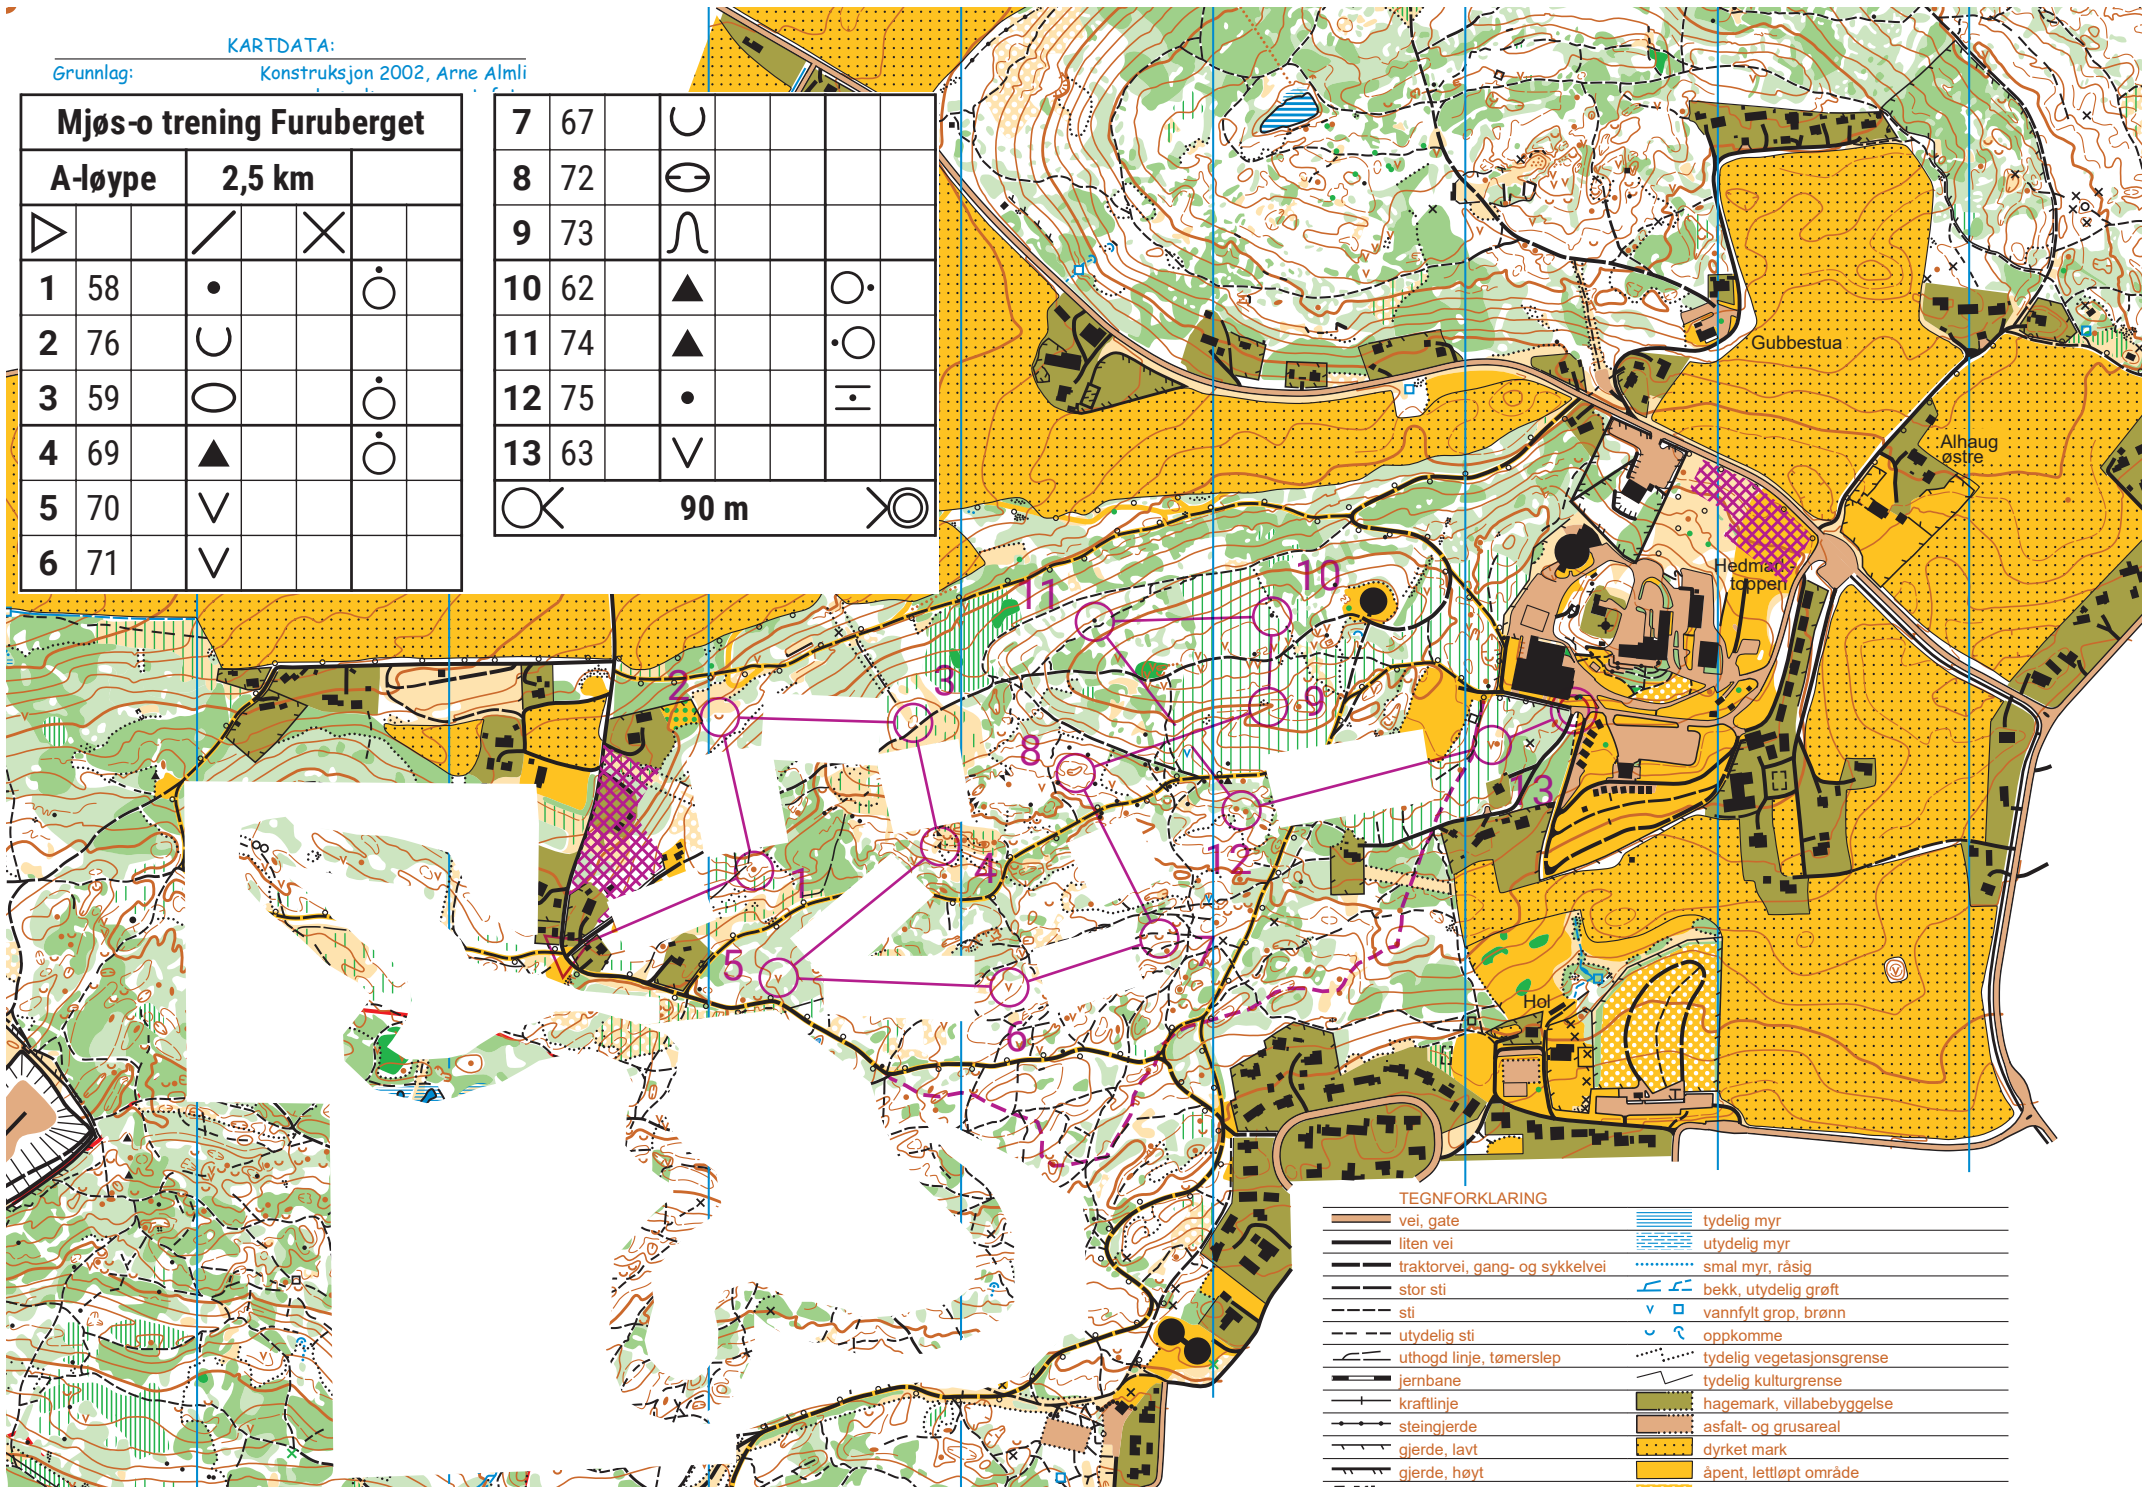 KARTDATA:
Grunnlag: Konstruksjon 2002, Arne Almli
Mjøs-o trening Furuberget
A-løype 2,5 km
1 58
2 76
3 59
4 69
5 70
6 71
7 67
8 72
9 73
10 62
11 74
12 75
13 63
90 m
Gubbestua
Alhaug
østre
Hedmark-
toppen
10
11
2
3
9
8
13
12
4
1
5
7
6
Hol
TEGNFORKLARING
vei, gate
liten vei
traktorvei, gang- og sykkelvei
stor sti
sti
utydelig sti
uthogd linje, tømerslep
jernbane
kraftlinje
steingjerde
gjerde, lavt
gjerde, høyt
tydelig myr
utydelig myr
smal myr, råsig
bekk, utydelig grøft
vannfylt grop, brønn
oppkomme
tydelig vegetasjonsgrense
tydelig kulturgrense
hagemark, villabebyggelse
asfalt- og grusareal
dyrket mark
åpent, lettløpt område